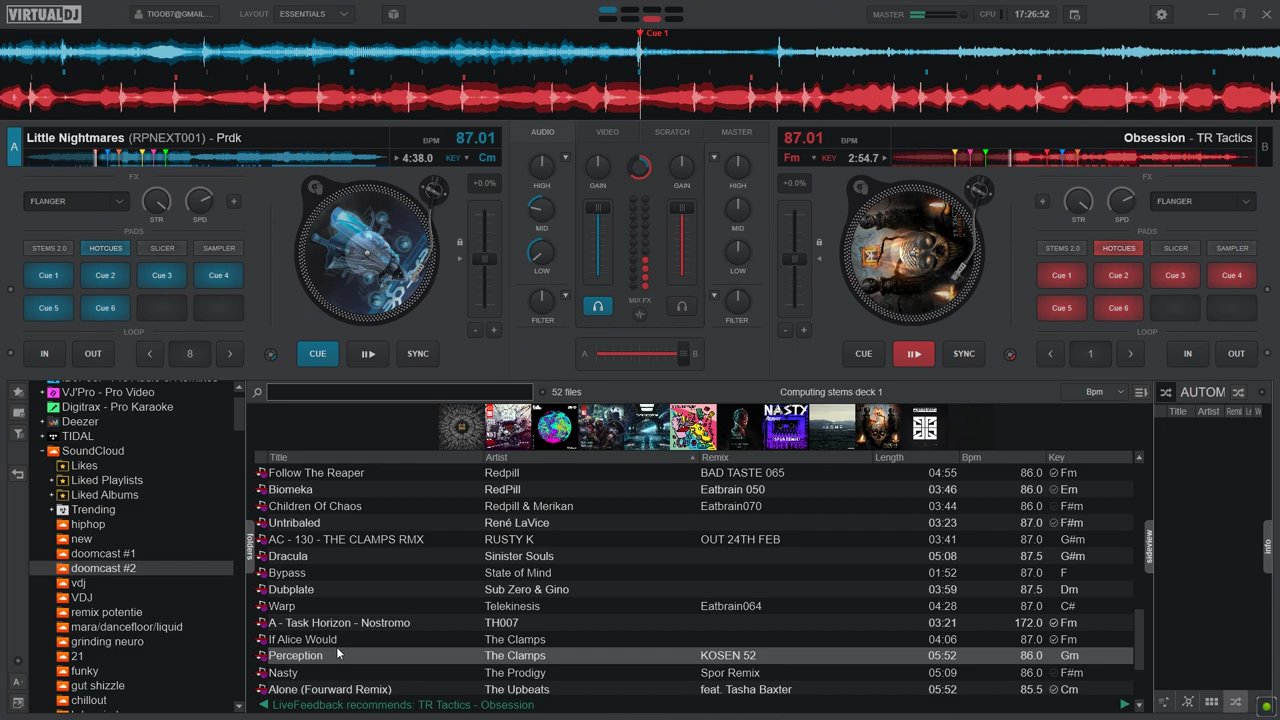 VIRTUAL DJ
TIGO87@GMAIL...
LAYOUT ESSENTIALS
MASTER
CPU
17:26:52
Cue 1
A
Little Nightmares (RPNEXT001) - Prdk
BPM 87.01
4:38.0 KEY Cm
AUDIO VIDEO SCRATCH MASTER
87.01 BPM
Fm KEY 2:54.7
Obsession - TR Tactics
B
FX
FLANGER
STR SPD
PADS
STEMS 2.0 HOTCUES SLICER SAMPLER
Cue 1 Cue 2 Cue 3 Cue 4
Cue 5 Cue 6
LOOP
IN OUT 8
CUE SYNC
+0.0%
HIGH
MID
LOW
FILTER
GAIN GAIN
MIX FX
A B
HIGH
MID
LOW
FILTER
+0.0%
FX
STR SPD
FLANGER
PADS
STEMS 2.0 HOTCUES SLICER SAMPLER
Cue 1 Cue 2 Cue 3 Cue 4
Cue 5 Cue 6
LOOP
CUE SYNC
1 IN OUT
VJ'Pro - Pro Video
Digitrax - Pro Karaoke
Deezer
TIDAL
SoundCloud
Likes
Liked Playlists
Liked Albums
Trending
hiphop
new
doomcast #1
doomcast #2
vdj
VDJ
remix potentie
mara/dancefloor/liquid
grinding neuro
21
funky
gut shizzle
chillout
folders
52 files
Computing stems deck 1
Bpm
NASTY
ALONE
Title Artist Remix Length Bpm Key
Follow The Reaper Redpill BAD TASTE 065 04:55 86.0 Fm
Biomeka RedPill Eatbrain 050 03:46 86.0 Em
Children Of Chaos Redpill & Merikan Eatbrain070 03:44 86.0 F#m
Untribaled René LaVice 03:23 87.0 F#m
AC - 130 - THE CLAMPS RMX RUSTY K OUT 24TH FEB 03:41 87.0 G#m
Dracula Sinister Souls 05:08 87.5 G#m
Bypass State of Mind 01:52 87.0 F
Dubplate Sub Zero & Gino 03:59 87.5 Dm
Warp Telekinesis Eatbrain064 04:28 87.0 C#
A - Task Horizon - Nostromo TH007 03:21 172.0 Fm
If Alice Would The Clamps 04:06 87.0 Fm
Perception The Clamps KOSEN 52 05:52 86.0 Gm
Nasty The Prodigy Spor Remix 05:09 86.0 F#m
Alone (Fourward Remix) The Upbeats feat. Tasha Baxter 05:52 85.5 Cm
LiveFeedback recommends: TR Tactics - Obsession
sideview
AUTOM
Title Artist Remi L W
info